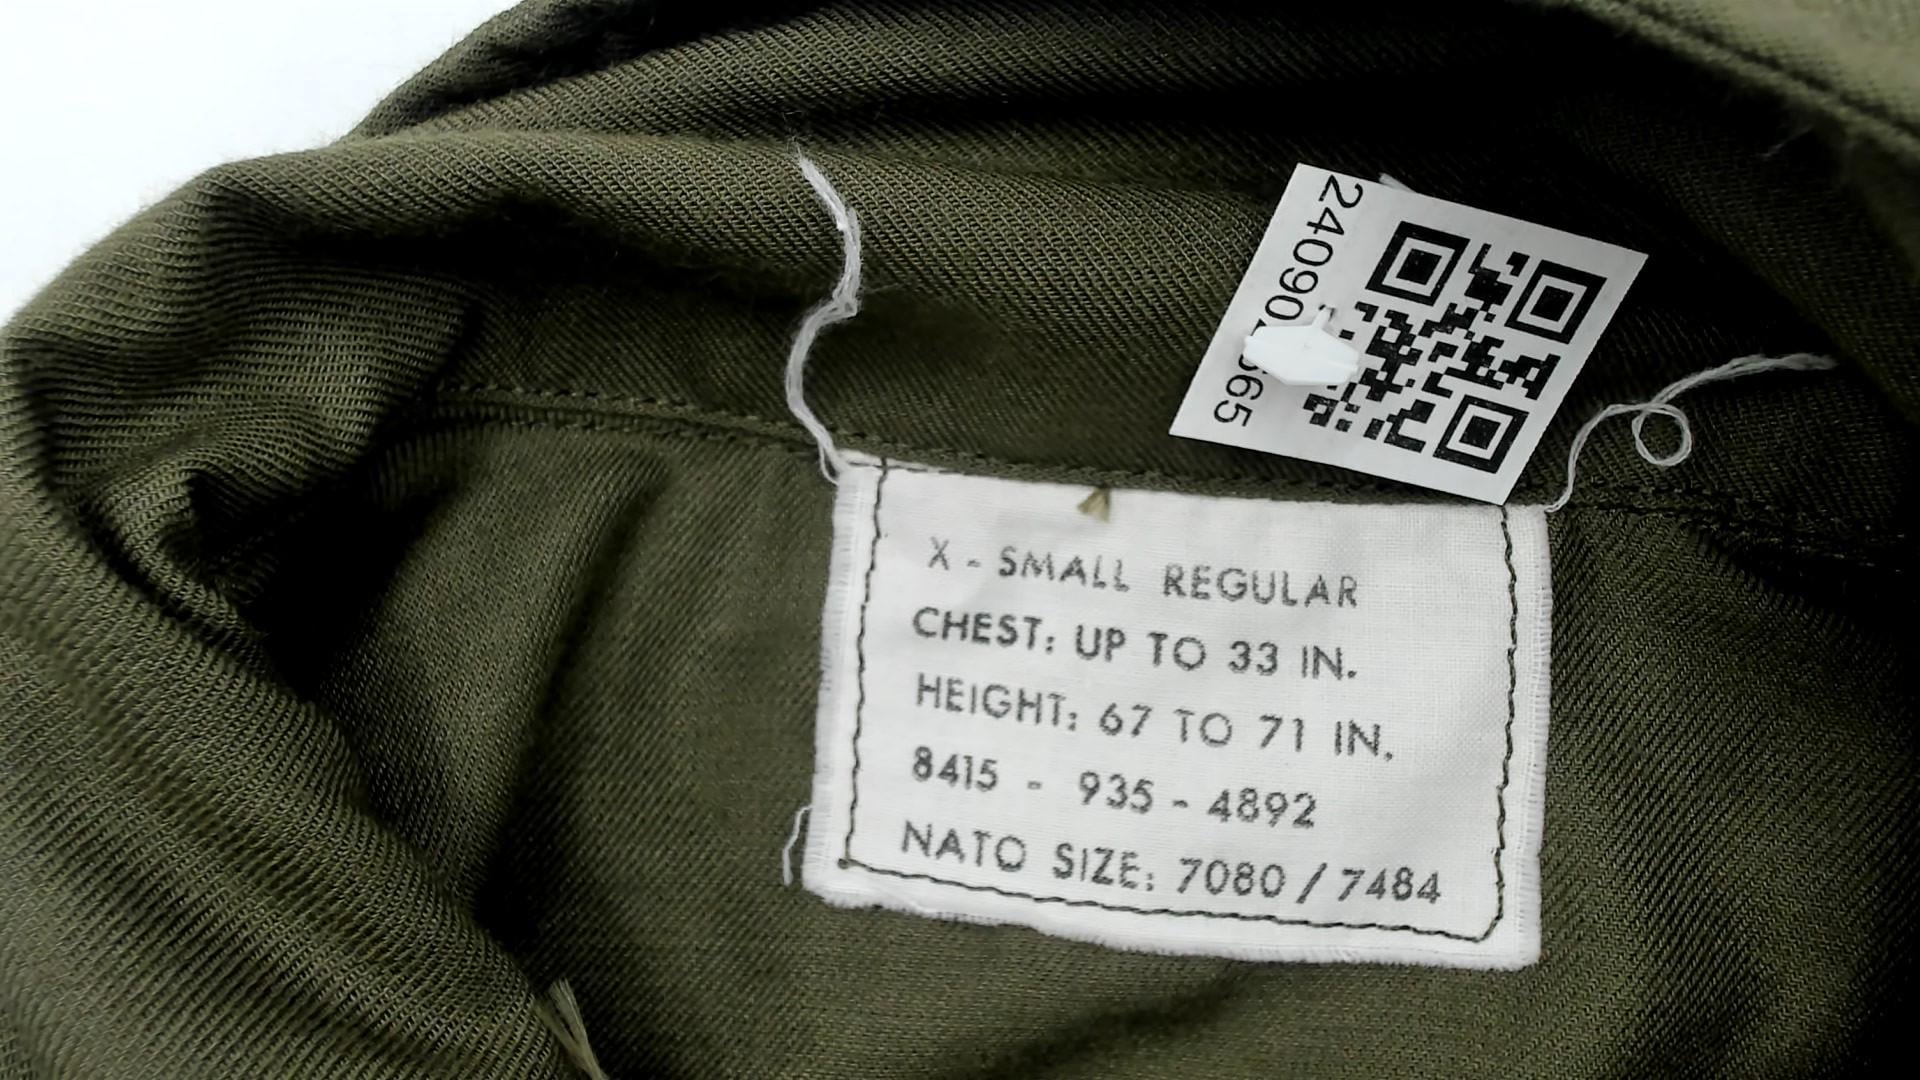 X - SMALL REGULAR
CHEST: UP TO 33 IN.
HEIGHT: 67 TO 71 IN.
8415 - 935 - 4892
NATO SIZE: 7080 / 7484